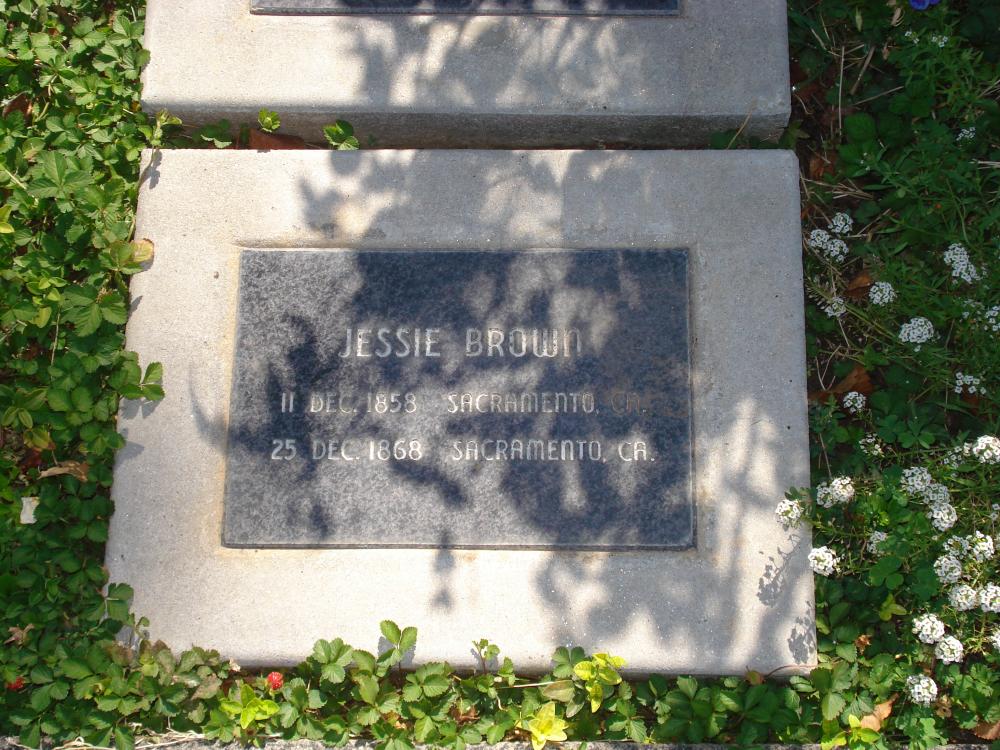 JESSIE BROWN
11 DEC. 1858 SACRAMENTO, CA.
25 DEC. 1868 SACRAMENTO, CA.